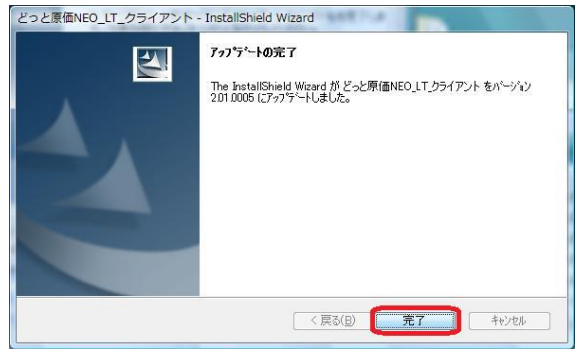 どっと原価NEO_LT_クライアント - InstallShield Wizard
ｱｯﾌﾟﾃﾞｰﾄの完了
The InstallShield Wizard が どっと原価NEO_LT_クライアント をﾊﾞｰｼﾞｮﾝ
2.01.0005 にｱｯﾌﾟﾃﾞｰﾄしました。
< 戻る(B)
完了
ｷｬﾝｾﾙ